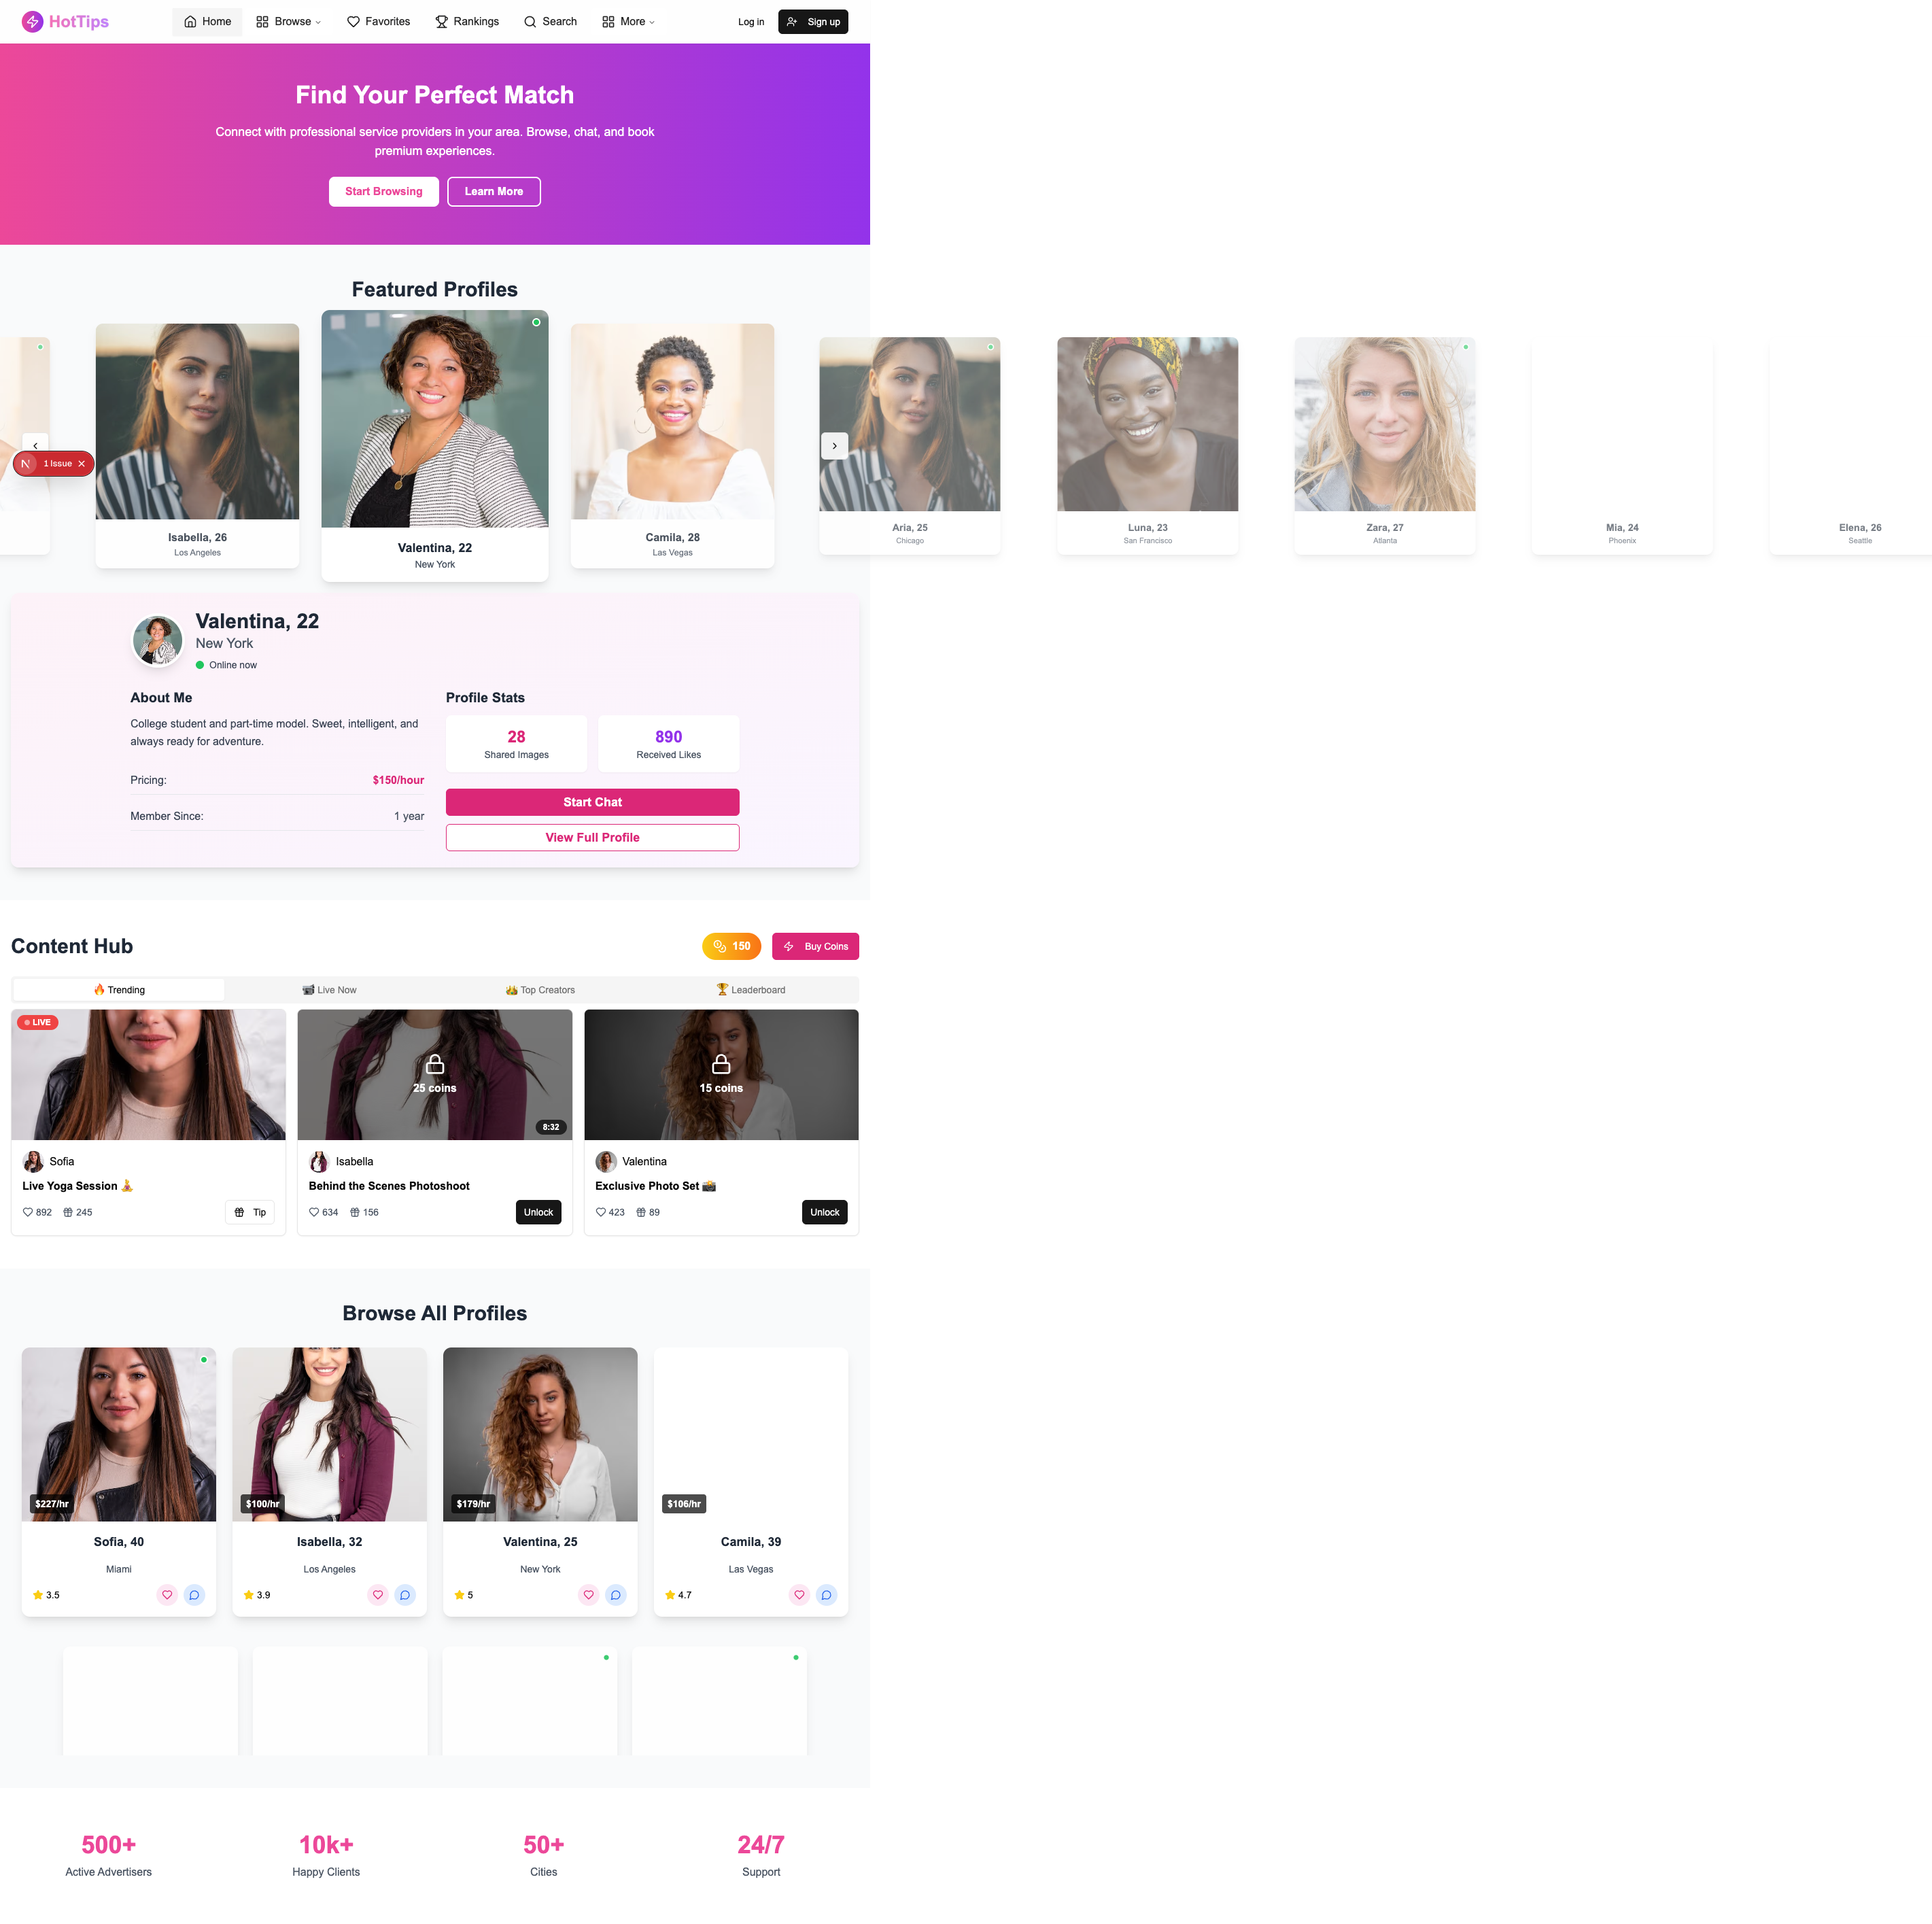 HotTips
Home
Browse
Favorites
Rankings
Search
More
Log in
Sign up
Find Your Perfect Match
Connect with professional service providers in your area. Browse, chat, and book
premium experiences.
Start Browsing
Learn More
Featured Profiles
Isabella, 26
Los Angeles
Valentina, 22
New York
Camila, 28
Las Vegas
Aria, 25
Chicago
Luna, 23
San Francisco
Zara, 27
Atlanta
Mia, 24
Phoenix
Elena, 26
Seattle
N 1 Issue
Valentina, 22
New York
Online now
About Me
College student and part-time model. Sweet, intelligent, and
always ready for adventure.
Pricing: $150/hour
Member Since: 1 year
Profile Stats
28
Shared Images
890
Received Likes
Start Chat
View Full Profile
Content Hub
150
Buy Coins
🔥 Trending
📹 Live Now
👑 Top Creators
🏆 Leaderboard
LIVE
Sofia
Live Yoga Session 🧘
892 245 Tip
25 coins
8:32
Isabella
Behind the Scenes Photoshoot
634 156 Unlock
15 coins
Valentina
Exclusive Photo Set 📸
423 89 Unlock
Browse All Profiles
$227/hr
Sofia, 40
Miami
3.5
$100/hr
Isabella, 32
Los Angeles
3.9
$179/hr
Valentina, 25
New York
5
$106/hr
Camila, 39
Las Vegas
4.7
500+
Active Advertisers
10k+
Happy Clients
50+
Cities
24/7
Support